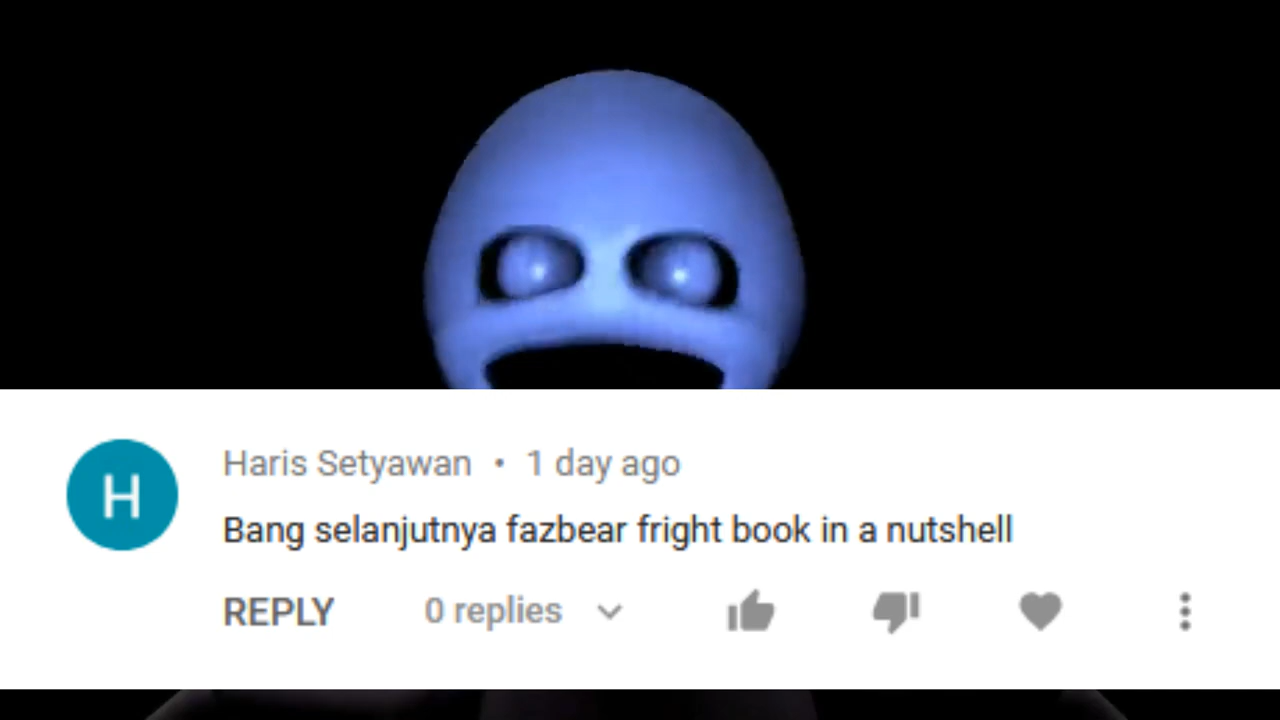 H
Haris Setyawan • 1 day ago
Bang selanjutnya fazbear fright book in a nutshell
REPLY 0 replies